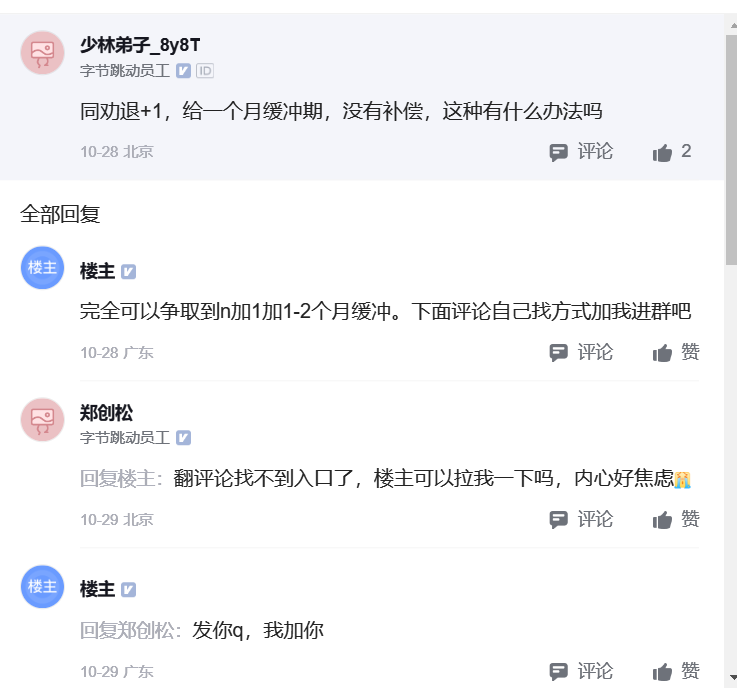 少林弟子_8y8T
字节跳动员工 V ID
同劝退+1，给一个月缓冲期，没有补偿，这种有什么办法吗
10-28 北京 评论 2
全部回复
楼主 楼主 V
完全可以争取到n加1加1-2个月缓冲。下面评论自己找方式加我进群吧
10-28 广东 评论 赞
郑创松
字节跳动员工 V
回复楼主：翻评论找不到入口了，楼主可以拉我一下吗，内心好焦虑😭
10-29 北京 评论 赞
楼主 楼主 V
回复郑创松：发你q，我加你
10-29 广东 评论 赞